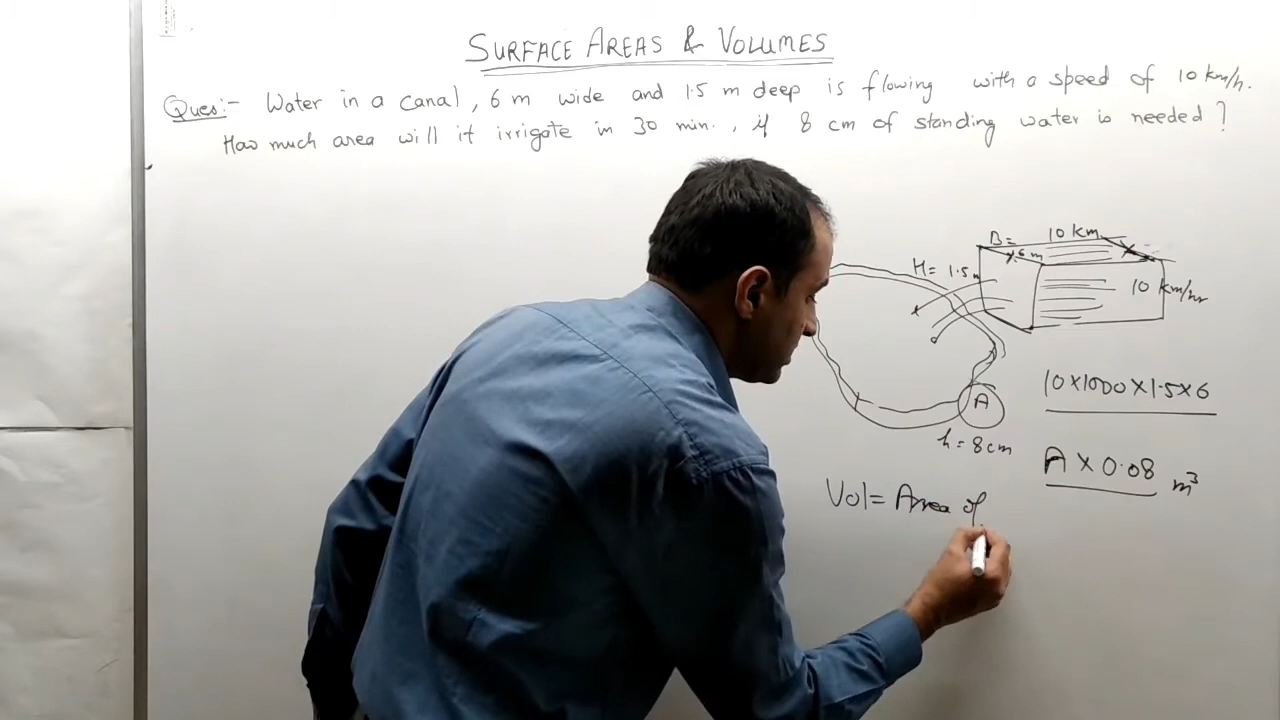 SURFACE AREAS & VOLUMES
Ques:- Water in a canal, 6 m wide and 1.5 m deep is flowing with a speed of 10 km/h.
How much area will it irrigate in 30 min., if 8 cm of standing water is needed?
B= 10 km
6 m
H= 1.5 m
10 km/hr
10×1000×1.5×6
A
h=8cm
A×0.08 m³
Vol= Area of